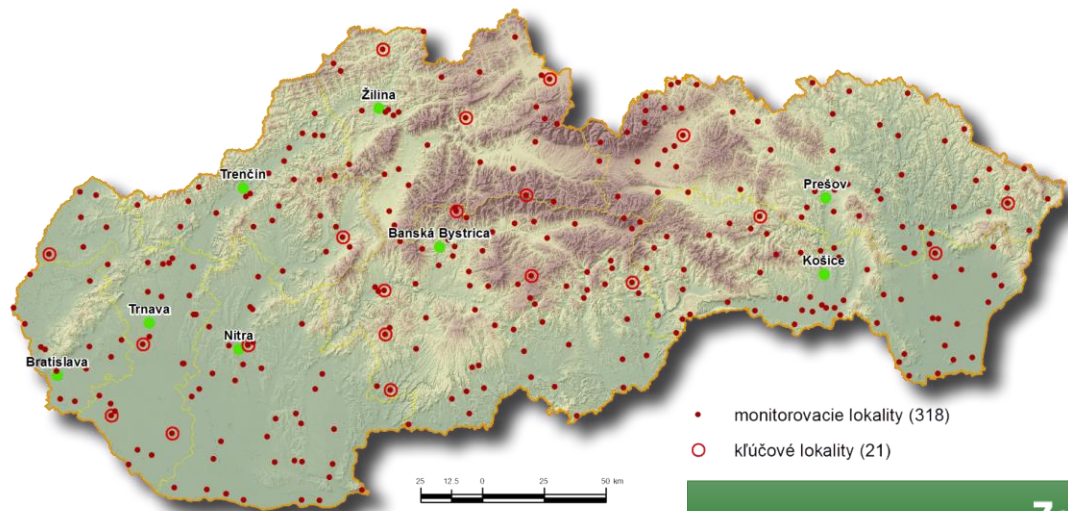 Žilina
Trenčín
Prešov
Banská Bystrica
Košice
Trnava
Nitra
Bratislava
monitorovacie lokality (318)
kľúčové lokality (21)
25 12.5 0 25 50 km